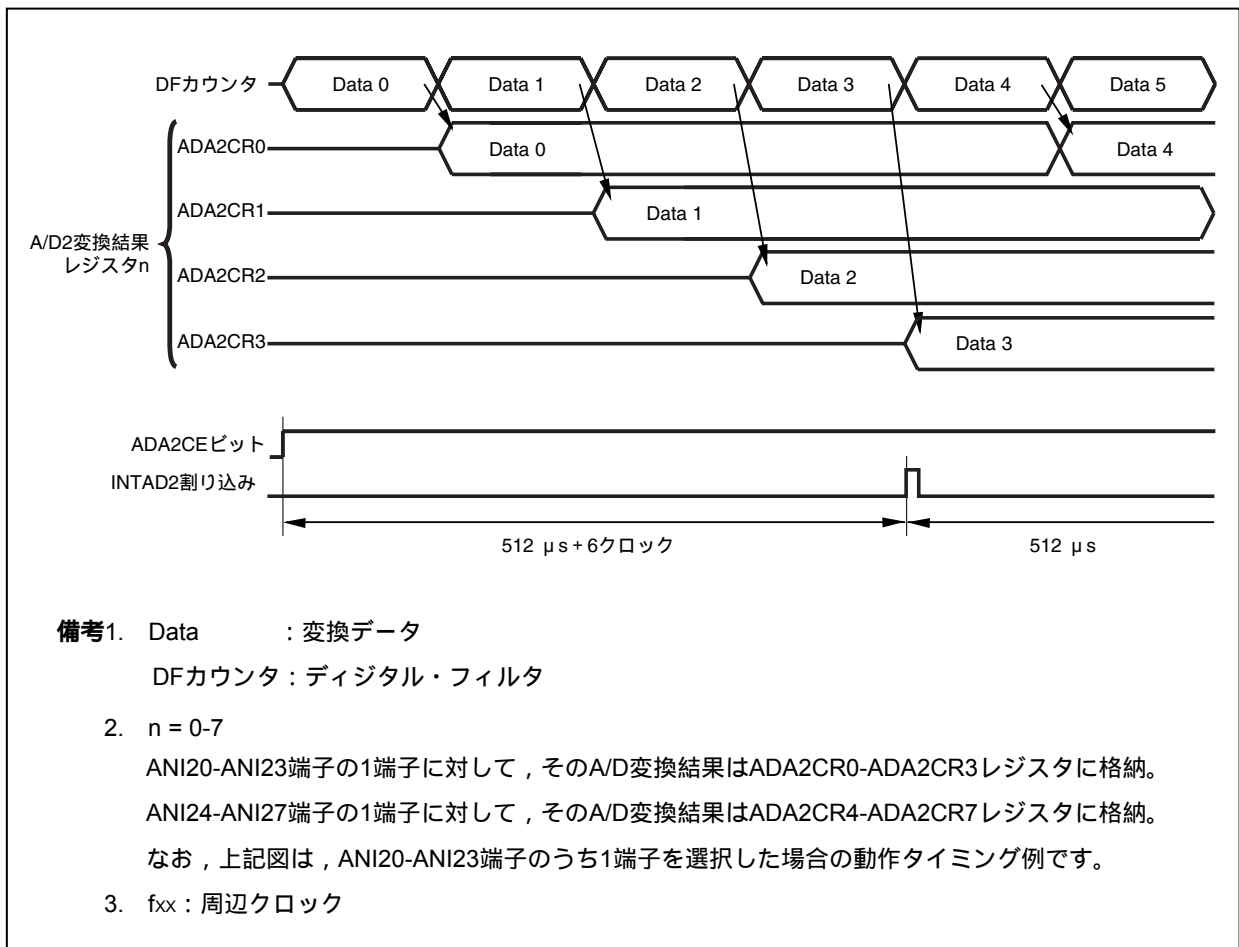 DFカウンタ Data 0 Data 1 Data 2 Data 3 Data 4 Data 5
ADA2CR0 Data 0 Data 4
ADA2CR1 Data 1
A/D2変換結果
レジスタn
ADA2CR2 Data 2
ADA2CR3 Data 3
ADA2CEビット
INTAD2割り込み
512 μs + 6クロック 512 μs
備考1. Data :変換データ
DFカウンタ:ディジタル・フィルタ
2. n = 0-7
ANI20-ANI23端子の1端子に対して,そのA/D変換結果はADA2CR0-ADA2CR3レジスタに格納。
ANI24-ANI27端子の1端子に対して,そのA/D変換結果はADA2CR4-ADA2CR7レジスタに格納。
なお,上記図は,ANI20-ANI23端子のうち1端子を選択した場合の動作タイミング例です。
3. fxx:周辺クロック